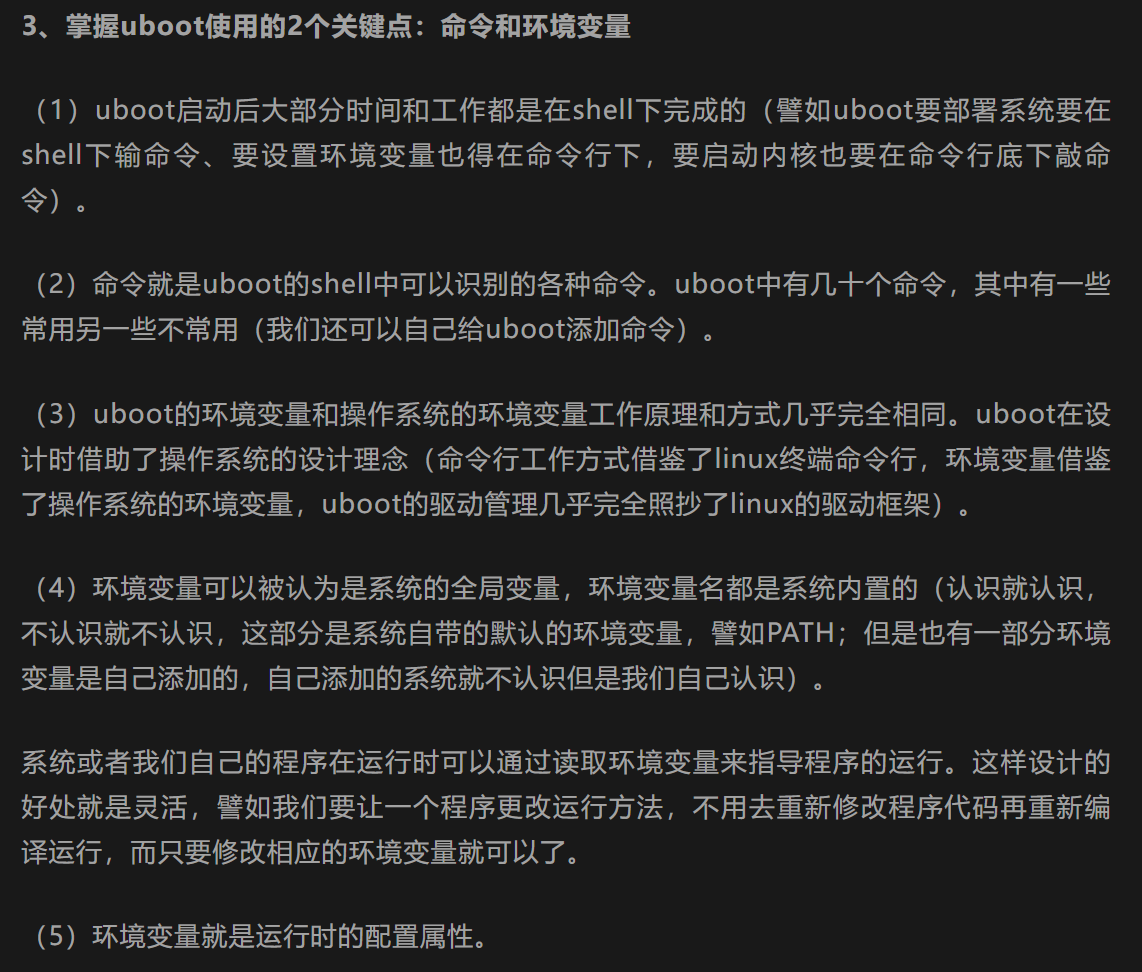 3、掌握uboot使用的2个关键点：命令和环境变量
（1）uboot启动后大部分时间和工作都是在shell下完成的（譬如uboot要部署系统要在
shell下输命令、要设置环境变量也得在命令行下，要启动内核也要在命令行底下敲命
令）。
（2）命令就是uboot的shell中可以识别的各种命令。uboot中有几十个命令，其中有一些
常用另一些不常用（我们还可以自己给uboot添加命令）。
（3）uboot的环境变量和操作系统的环境变量工作原理和方式几乎完全相同。uboot在设
计时借助了操作系统的设计理念（命令行工作方式借鉴了linux终端命令行，环境变量借鉴
了操作系统的环境变量，uboot的驱动管理几乎完全照抄了linux的驱动框架）。
（4）环境变量可以被认为是系统的全局变量，环境变量名都是系统内置的（认识就认识，
不认识就不认识，这部分是系统自带的默认的环境变量，譬如PATH；但是也有一部分环境
变量是自己添加的，自己添加的系统就不认识但是我们自己认识）。
系统或者我们自己的程序在运行时可以通过读取环境变量来指导程序的运行。这样设计的
好处就是灵活，譬如我们要让一个程序更改运行方法，不用去重新修改程序代码再重新编
译运行，而只要修改相应的环境变量就可以了。
（5）环境变量就是运行时的配置属性。